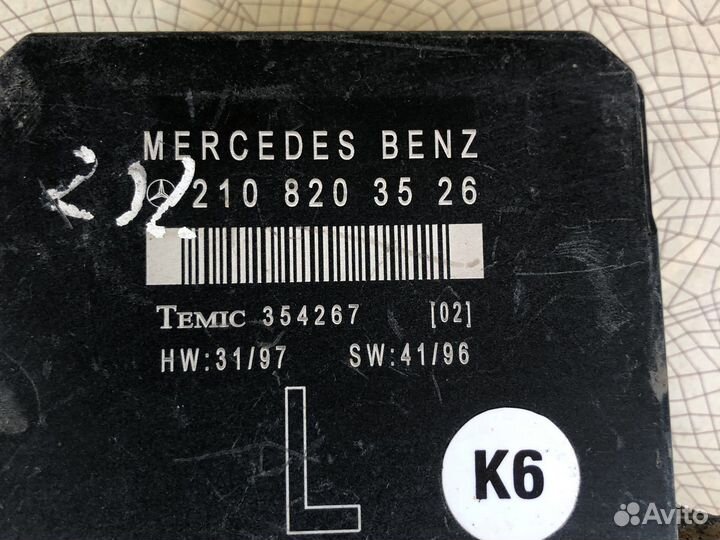 MERCEDES BENZ
210 820 35 26
TEMIC 354267 [02]
HW:31/97 SW:41/96
L
K6
Avito